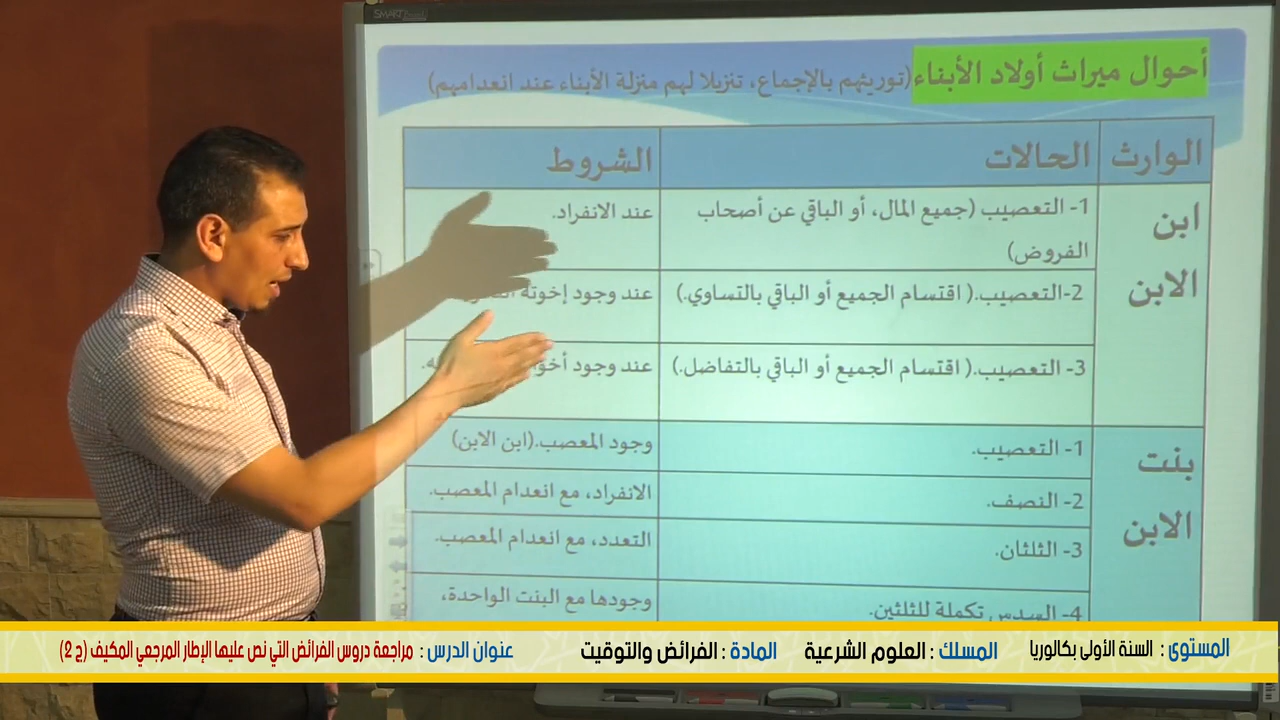 SMART
أحوال ميراث أولاد الأبناء (توريثهم بالإجماع، تنزيلا لهم منزلة الأبناء عند انعدامهم)
الوارث الحالات الشروط
ابن الابن
1- التعصيب (جميع المال، أو الباقي عن أصحاب الفروض) عند الانفراد.
2-التعصيب.( اقتسام الجميع أو الباقي بالتساوي.) عند وجود إخوته
3- التعصيب.( اقتسام الجميع أو الباقي بالتفاضل.) عند وجود
بنت الابن
1- التعصيب. وجود المعصب.(ابن الابن)
2- النصف. الانفراد، مع انعدام المعصب.
3- الثلثان. التعدد، مع انعدام المعصب.
4- السدس تكملة للثلثين. وجودها مع البنت الواحدة،
المستوى : السنة الأولى بكالوريا المسلك : العلوم الشرعية المادة : الفرائض والتوقيت عنوان الدرس : مراجعة دروس الفرائض التي نص عليها الإطار المرجعي المكيف (ج 2)